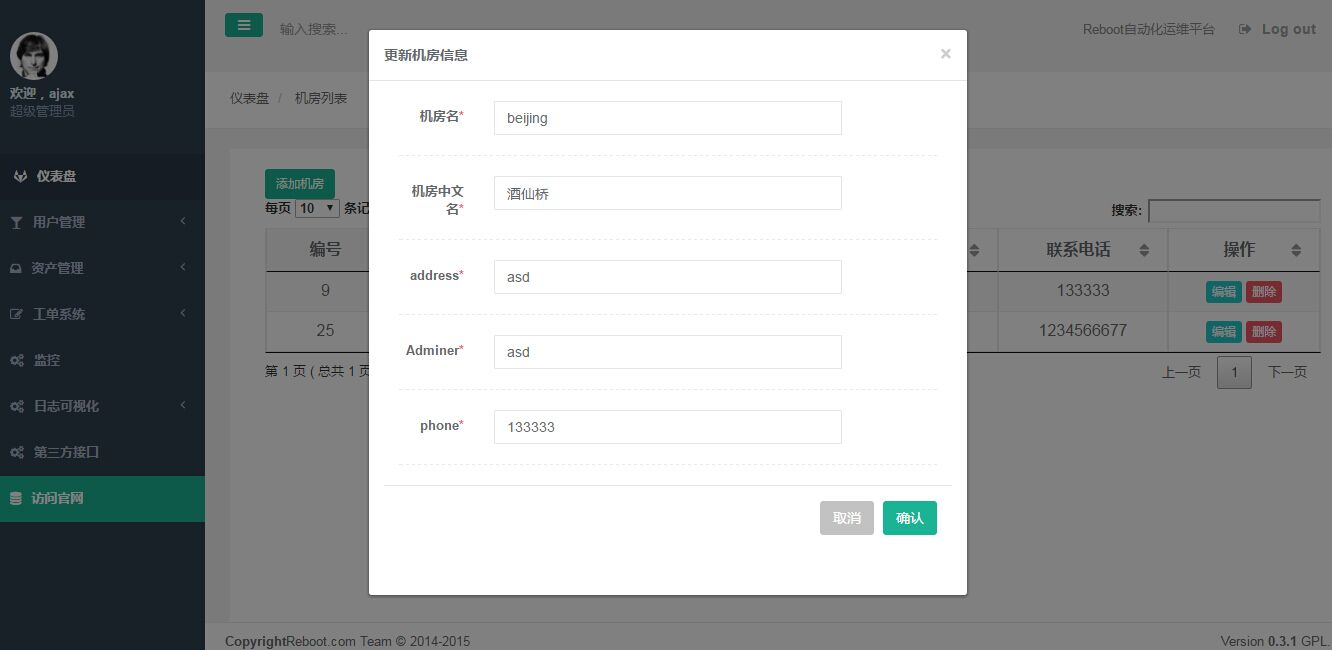 欢迎，ajax
超级管理员
仪表盘
用户管理
资产管理
工单系统
监控
日志可视化
第三方接口
访问官网
输入搜索...
Reboot自动化运维平台
Log out
仪表盘 / 机房列表
添加机房
每页 10 条记
搜索:
编号
联系电话
操作
9
133333
编辑 删除
25
1234566677
编辑 删除
第 1 页 ( 总共 1 页
上一页 1 下一页
更新机房信息 ×
机房名* beijing
机房中文
名*
酒仙桥
address* asd
Adminer* asd
phone* 133333
取消 确认
CopyrightReboot.com Team © 2014-2015
Version 0.3.1 GPL.